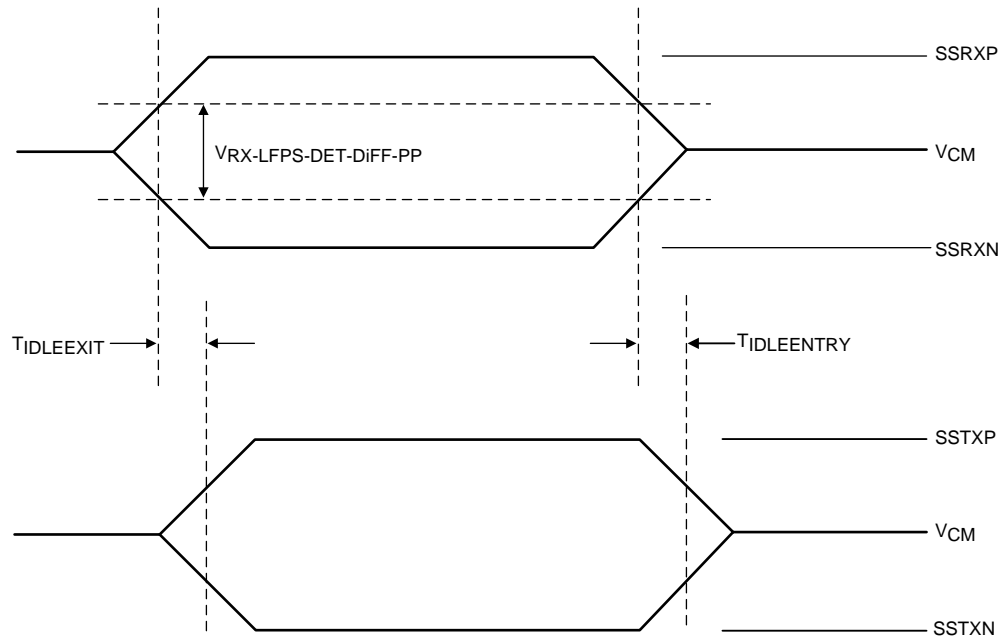 SSRXP
VRX-LFPS-DET-DiFF-PP
VCM
SSRXN
TIDLEEXIT
TIDLEENTRY
SSTXP
VCM
SSTXN